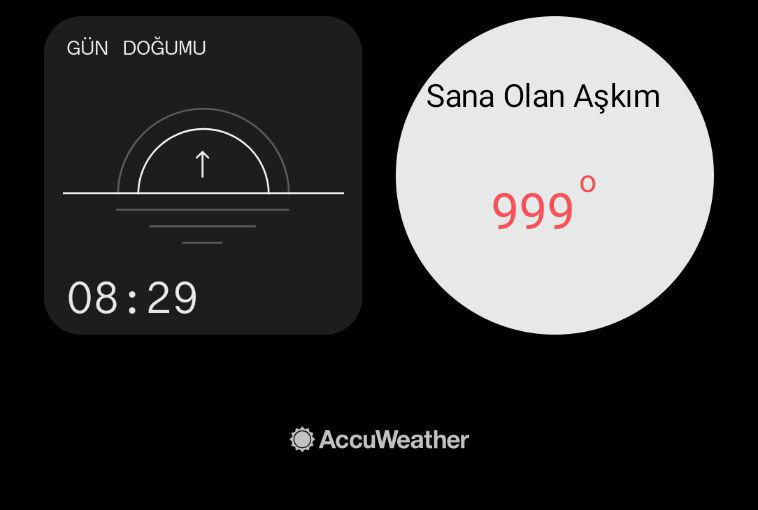 GÜN DOĞUMU
08:29
Sana Olan Aşkım
999°
AccuWeather